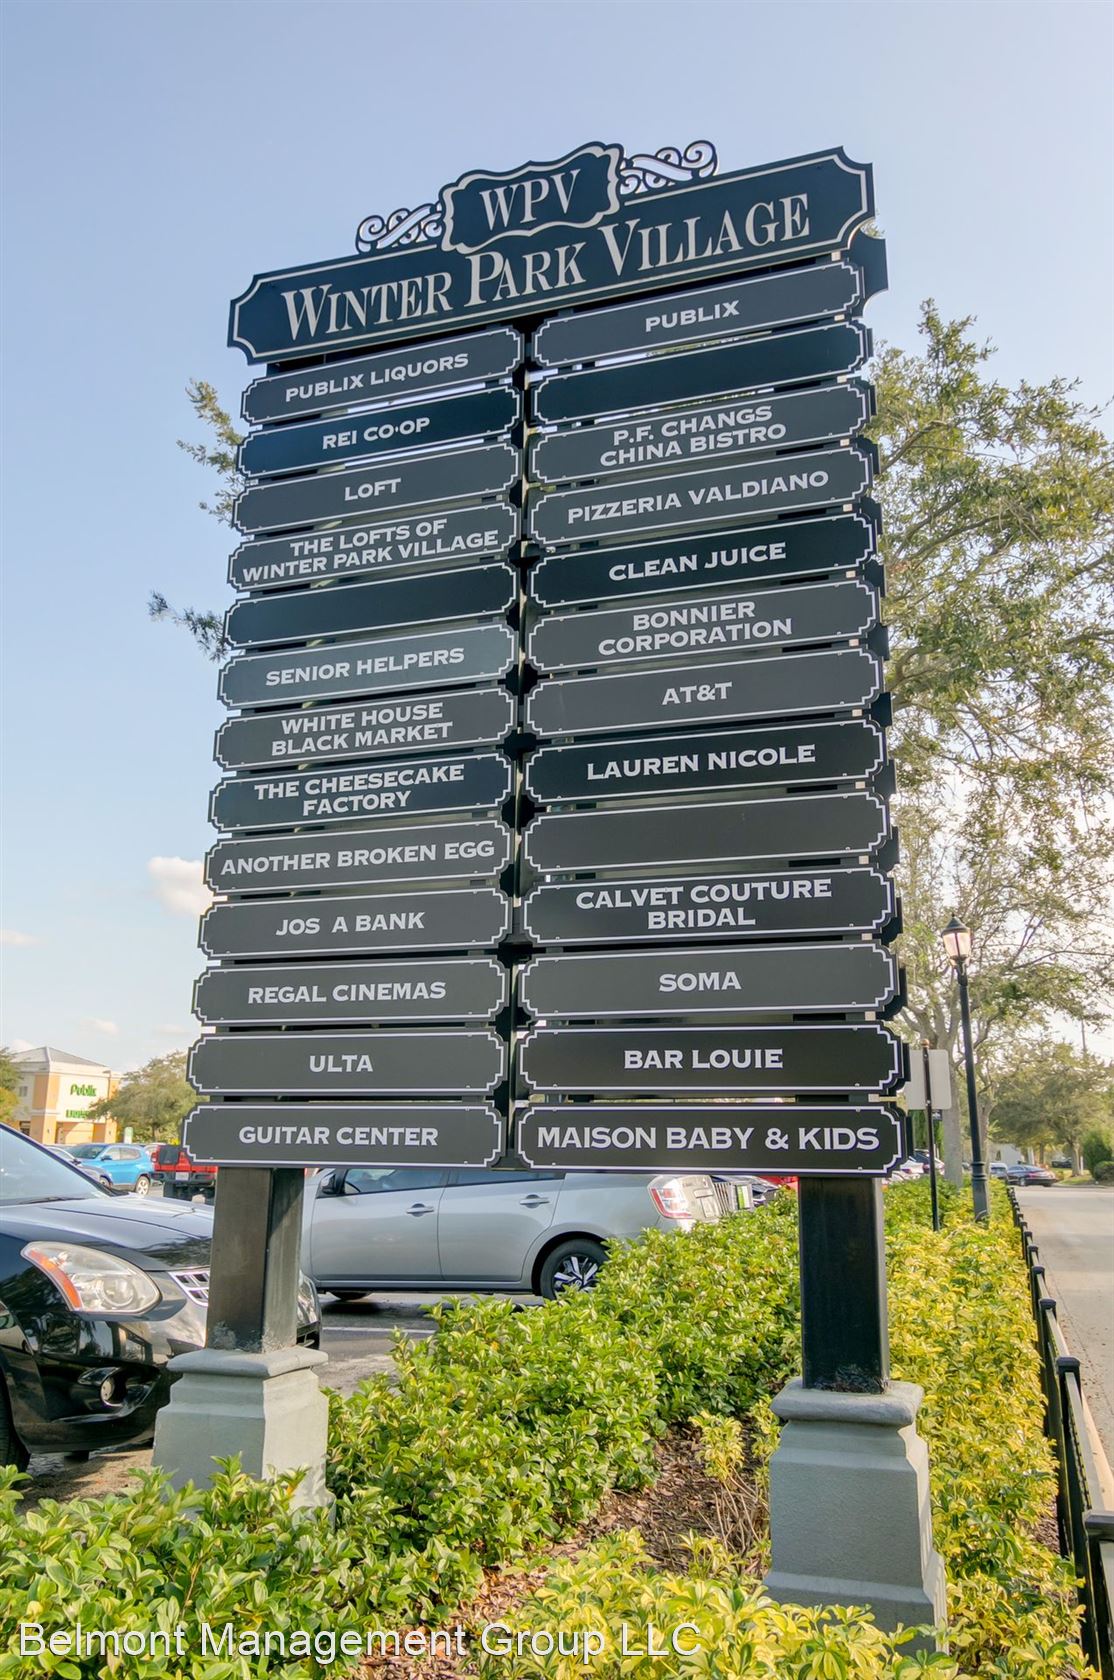 WPV
WINTER PARK VILLAGE
PUBLIX LIQUORS
REI CO·OP
LOFT
THE LOFTS OF
WINTER PARK VILLAGE
SENIOR HELPERS
WHITE HOUSE
BLACK MARKET
THE CHEESECAKE
FACTORY
ANOTHER BROKEN EGG
JOS A BANK
REGAL CINEMAS
ULTA
GUITAR CENTER
PUBLIX
P.F. CHANGS
CHINA BISTRO
PIZZERIA VALDIANO
CLEAN JUICE
BONNIER
CORPORATION
AT&T
LAUREN NICOLE
CALVET COUTURE
BRIDAL
SOMA
BAR LOUIE
MAISON BABY & KIDS
Publix
Belmont Management Group LLC